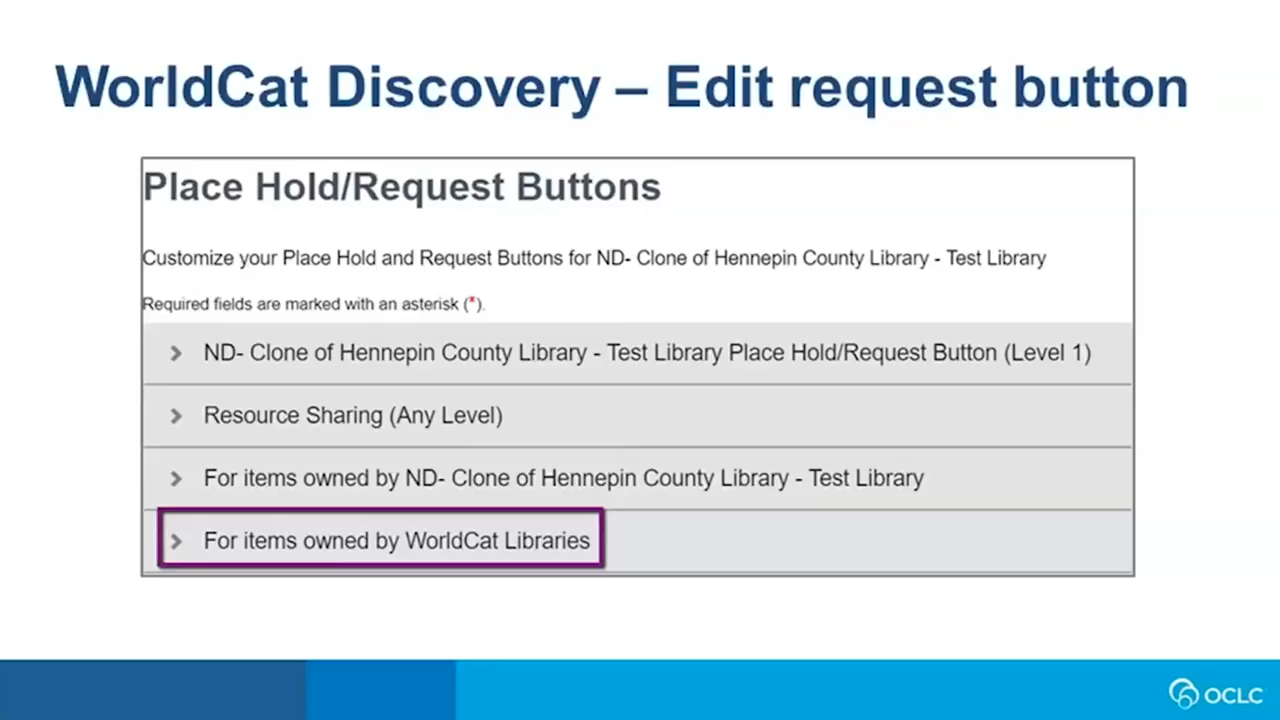 WorldCat Discovery – Edit request button
Place Hold/Request Buttons
Customize your Place Hold and Request Buttons for ND- Clone of Hennepin County Library - Test Library
Required fields are marked with an asterisk (*).
ND- Clone of Hennepin County Library - Test Library Place Hold/Request Button (Level 1)
Resource Sharing (Any Level)
For items owned by ND- Clone of Hennepin County Library - Test Library
For items owned by WorldCat Libraries
OCLC